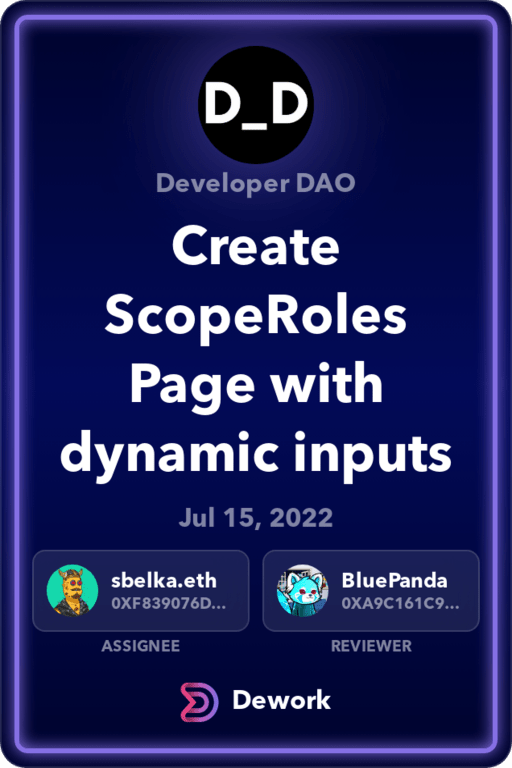 D_D
Developer DAO
Create
ScopeRoles
Page with
dynamic inputs
Jul 15, 2022
sbelka.eth
0XF839076D...
BluePanda
0XA9C161C9...
ASSIGNEE
REVIEWER
Dework